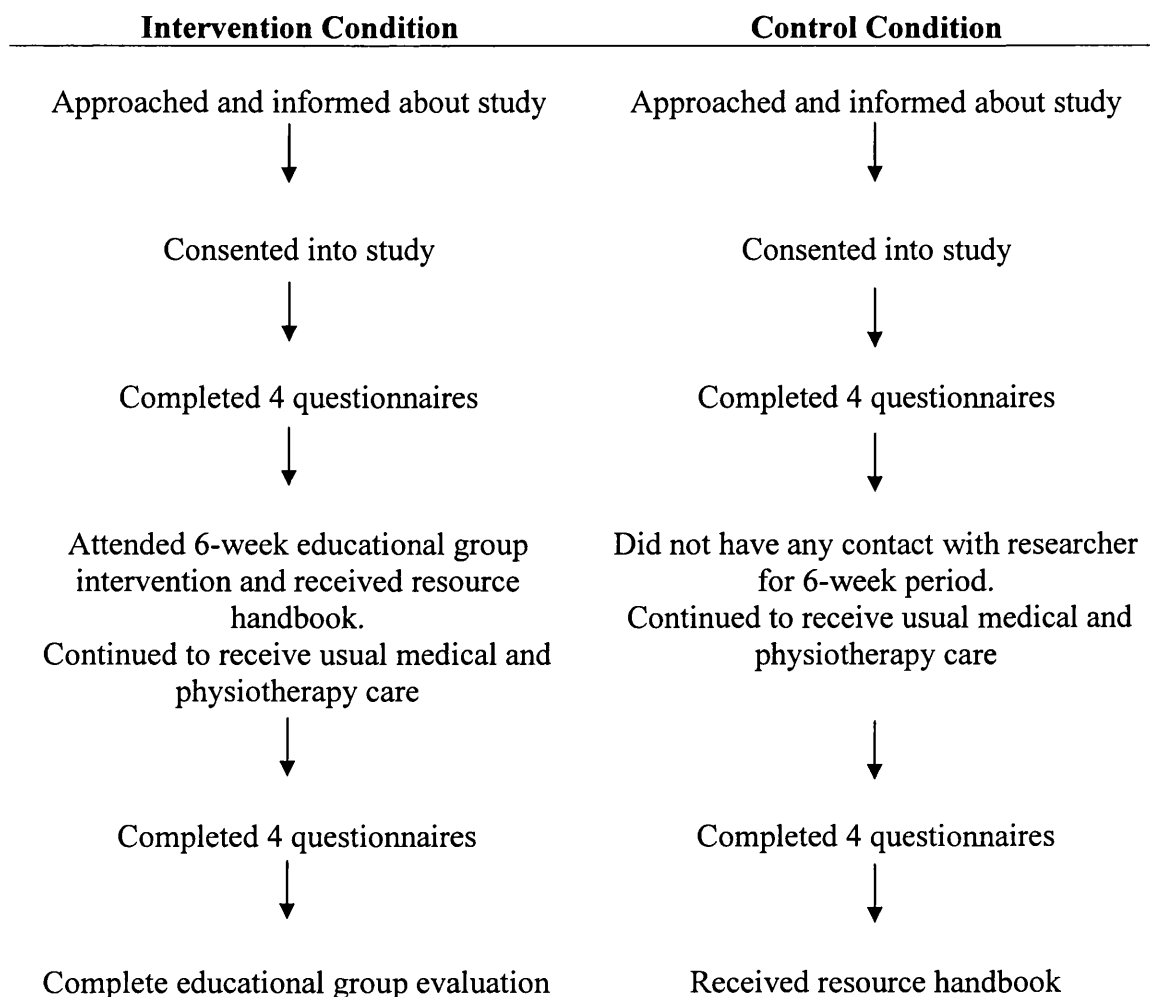 Intervention Condition
Control Condition
Approached and informed about study
Approached and informed about study
Consented into study
Consented into study
Completed 4 questionnaires
Completed 4 questionnaires
Attended 6-week educational group
intervention and received resource
handbook.
Continued to receive usual medical and
physiotherapy care
Did not have any contact with researcher
for 6-week period.
Continued to receive usual medical and
physiotherapy care
Completed 4 questionnaires
Completed 4 questionnaires
Complete educational group evaluation
Received resource handbook